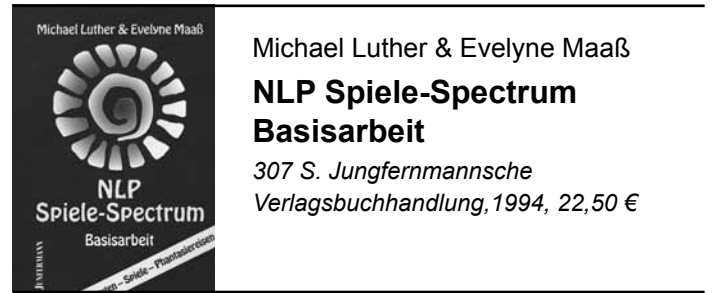 Michael Luther & Evelyne Maaß
NLP
Spiele-Spectrum
Basisarbeit
JUNFERMANN
– Spiele – Phantasiereisen
Michael Luther & Evelyne Maaß
NLP Spiele-Spectrum
Basisarbeit
307 S. Jungfernmannsche
Verlagsbuchhandlung,1994, 22,50 €